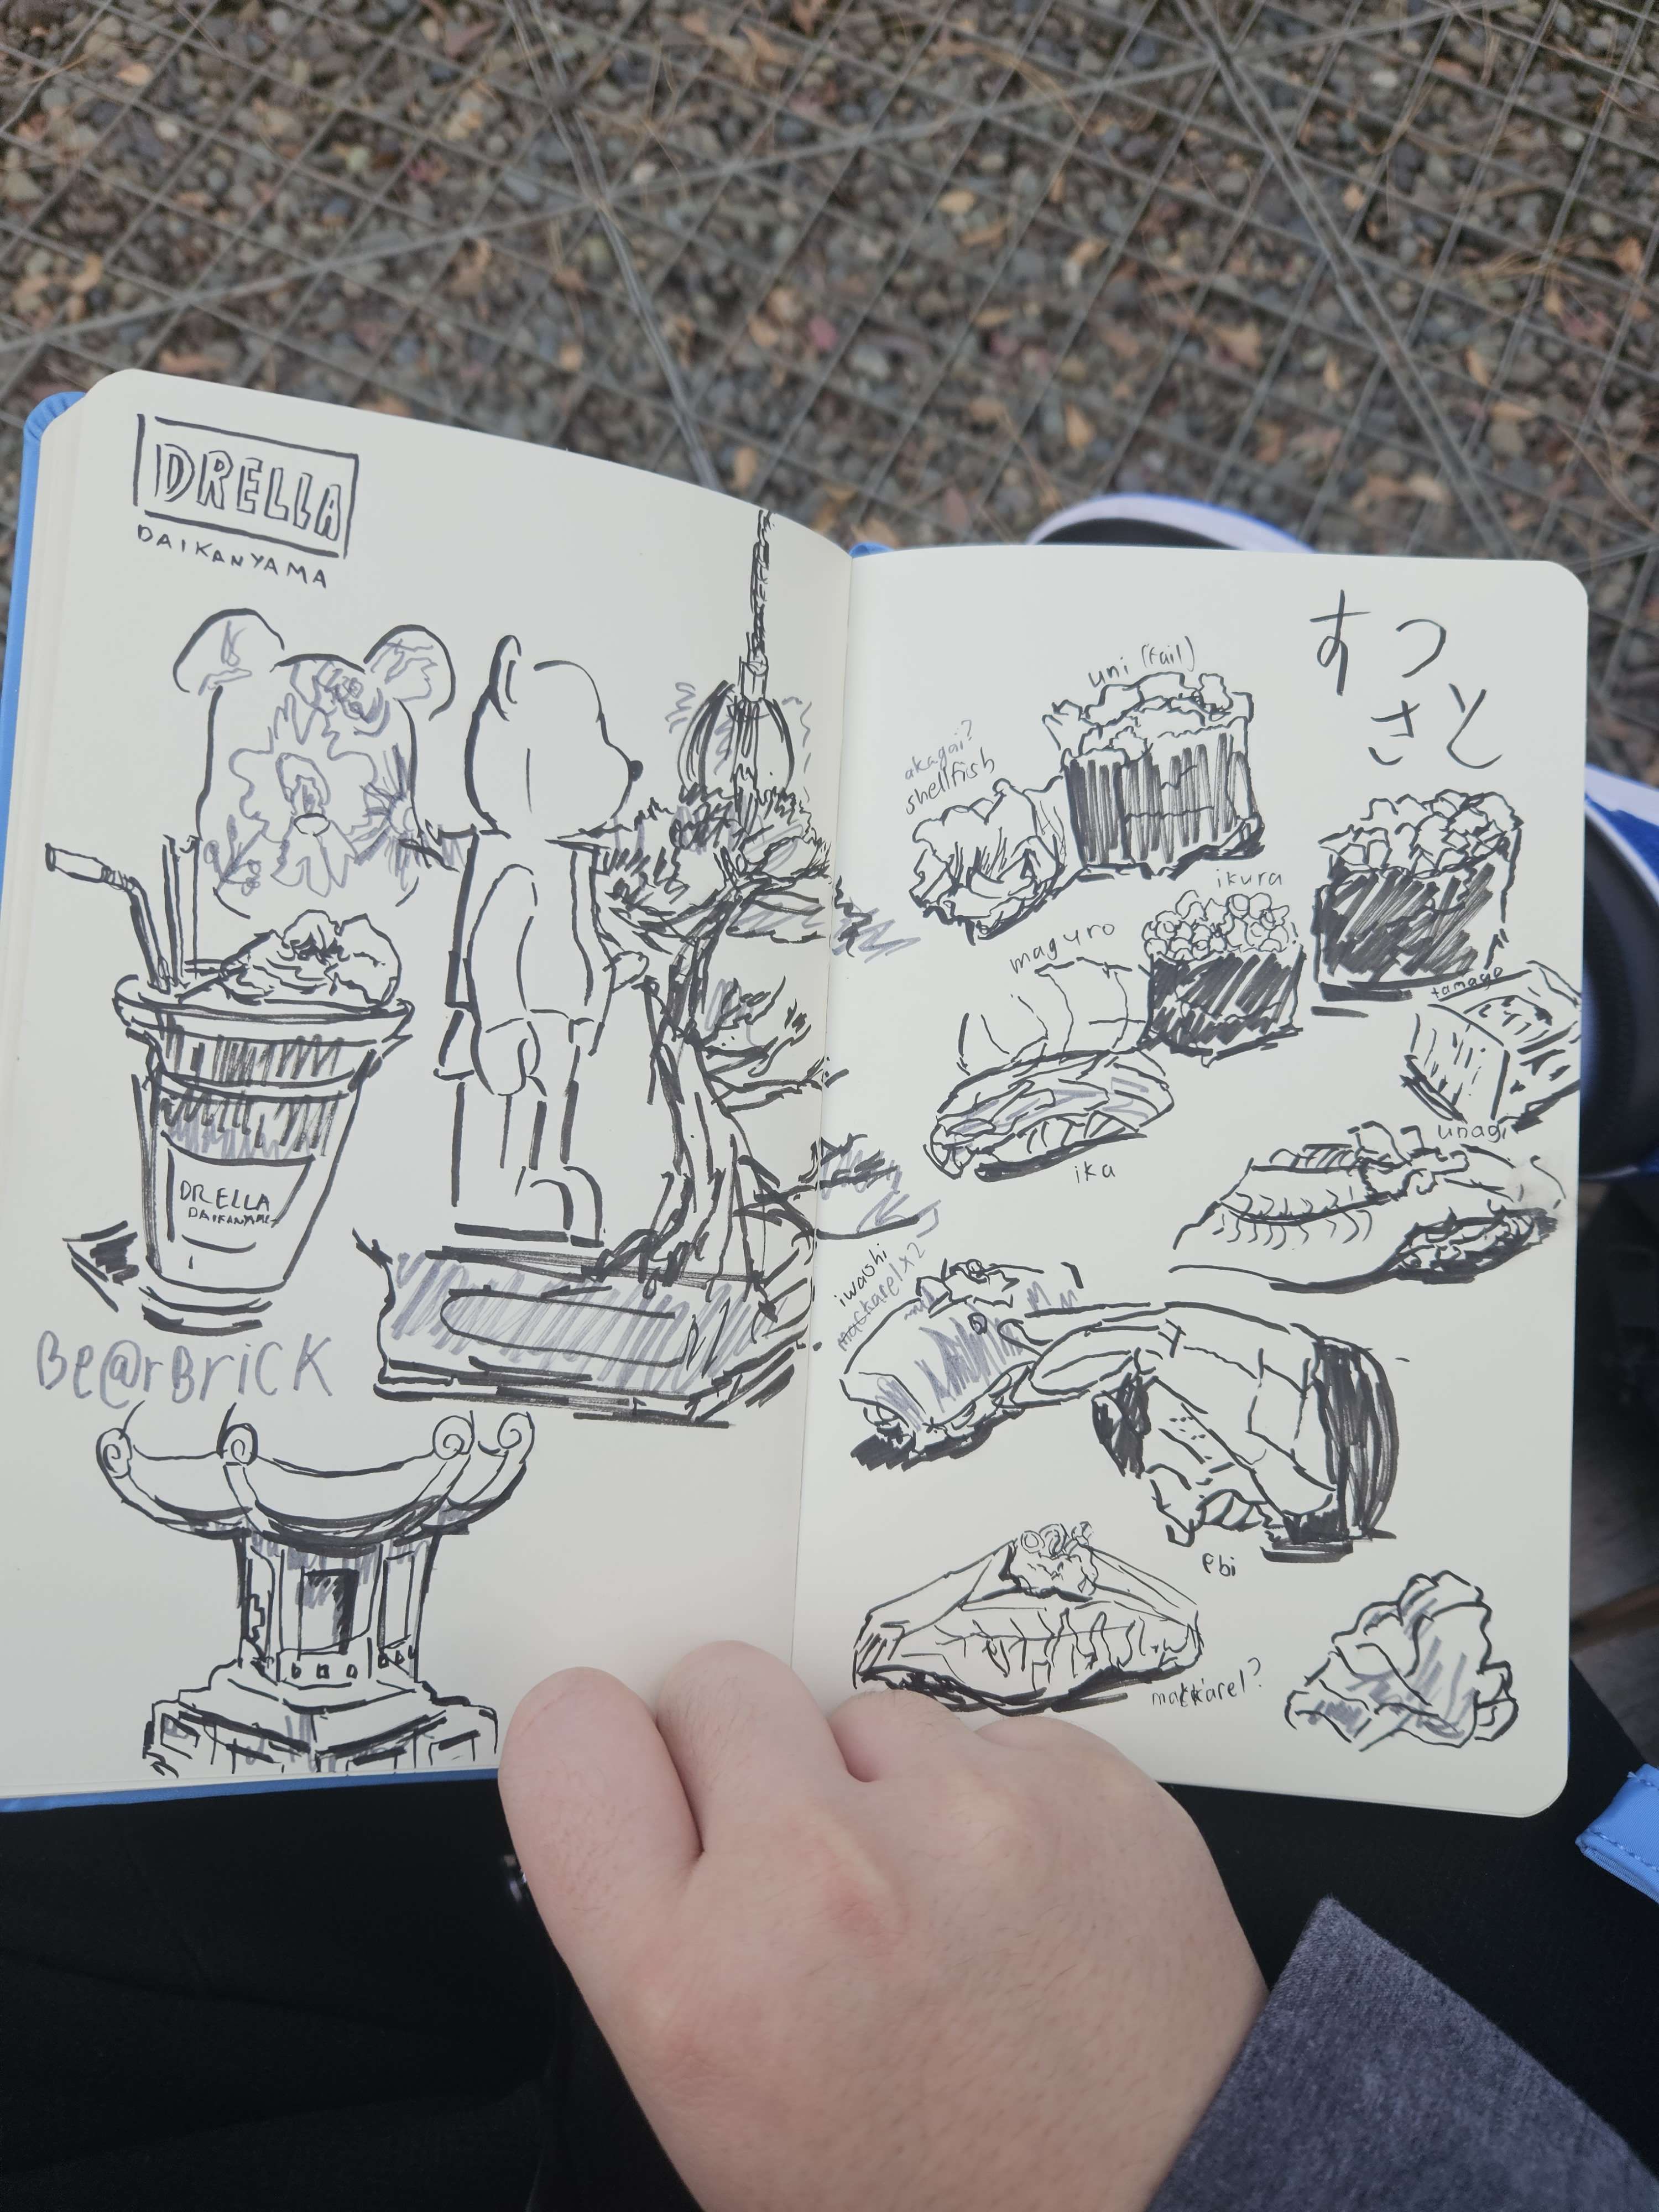 DRELLA
DAIKANYAMA
DRELLA
DAIKANYAMA
Be@rBrick
すつ
さと
uni (fail)
akagai?
shellfish
ikura
maguro
tamago
ika
unagi
iwashi
mackarel x2
ebi
mackarel?